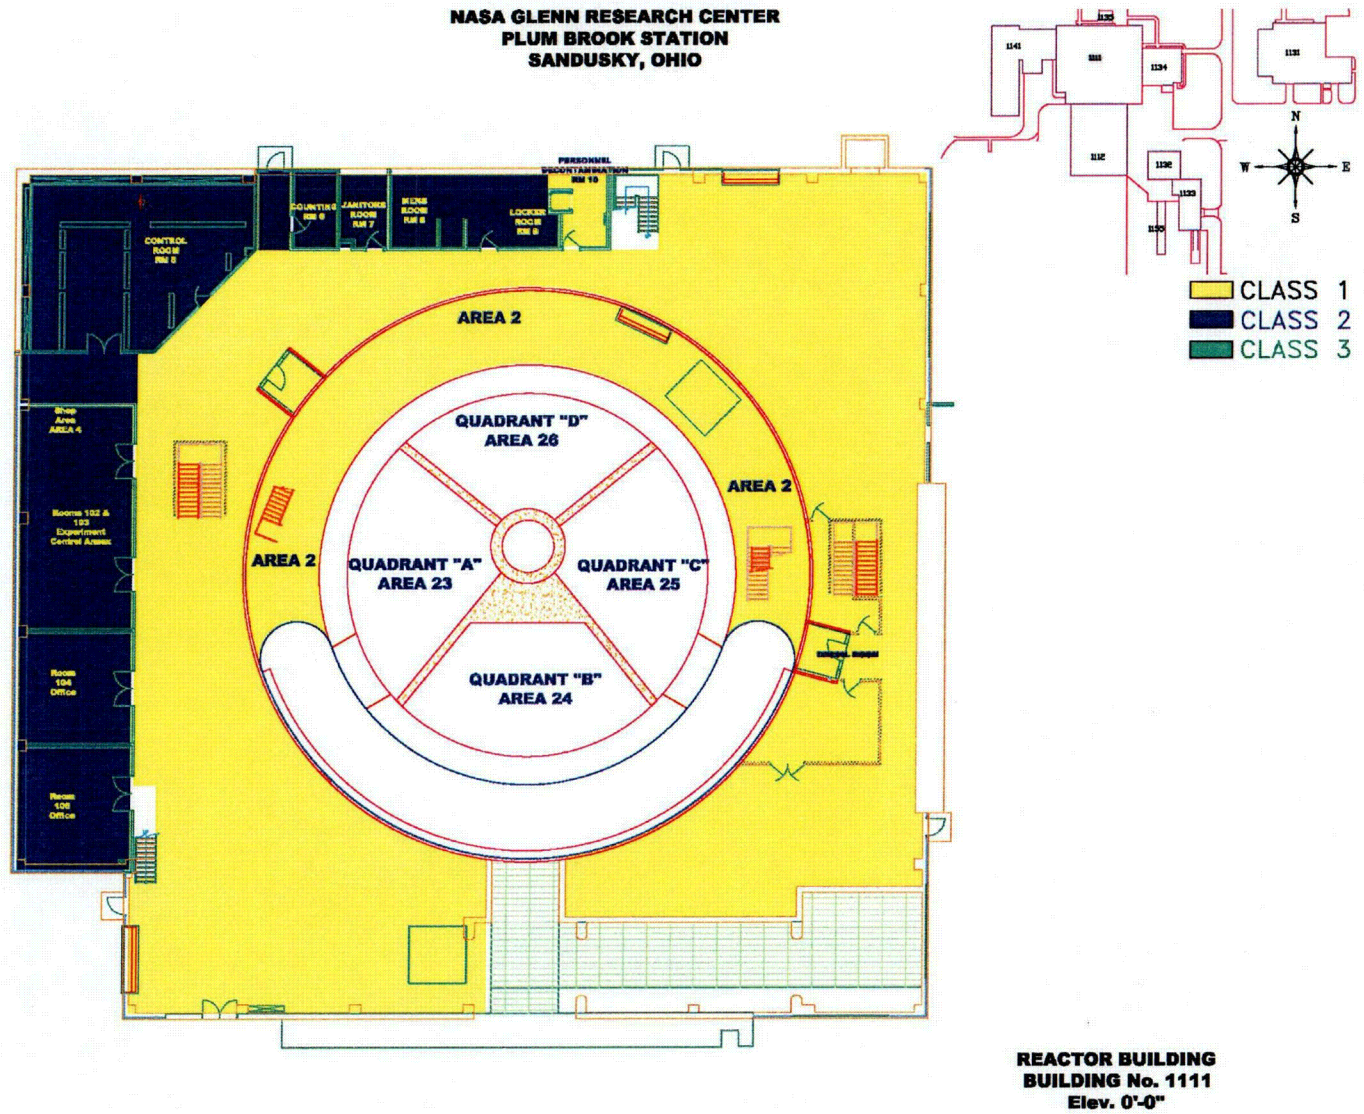 NASA GLENN RESEARCH CENTER
PLUM BROOK STATION
SANDUSKY, OHIO
1135
1141
1111
1134
1131
1112
1132
1133
1155
N
W
E
S
CLASS 1
CLASS 2
CLASS 3
PERSONNEL
DECONTAMINATION
RM 10
COUNTING
RM 6
JANITORS
ROOM
RM 7
MENS
ROOM
RM 8
LOCKER
ROOM
RM 9
CONTROL
ROOM
RM 5
AREA 2
Shop
Area
AREA 4
QUADRANT "D"
AREA 26
AREA 2
Rooms 102 &
103
Experiment
Control Annex
AREA 2
QUADRANT "A"
AREA 23
QUADRANT "C"
AREA 25
ROOM
Room
104
Office
QUADRANT "B"
AREA 24
Room
Office
REACTOR BUILDING
BUILDING No. 1111
Elev. 0'-0"